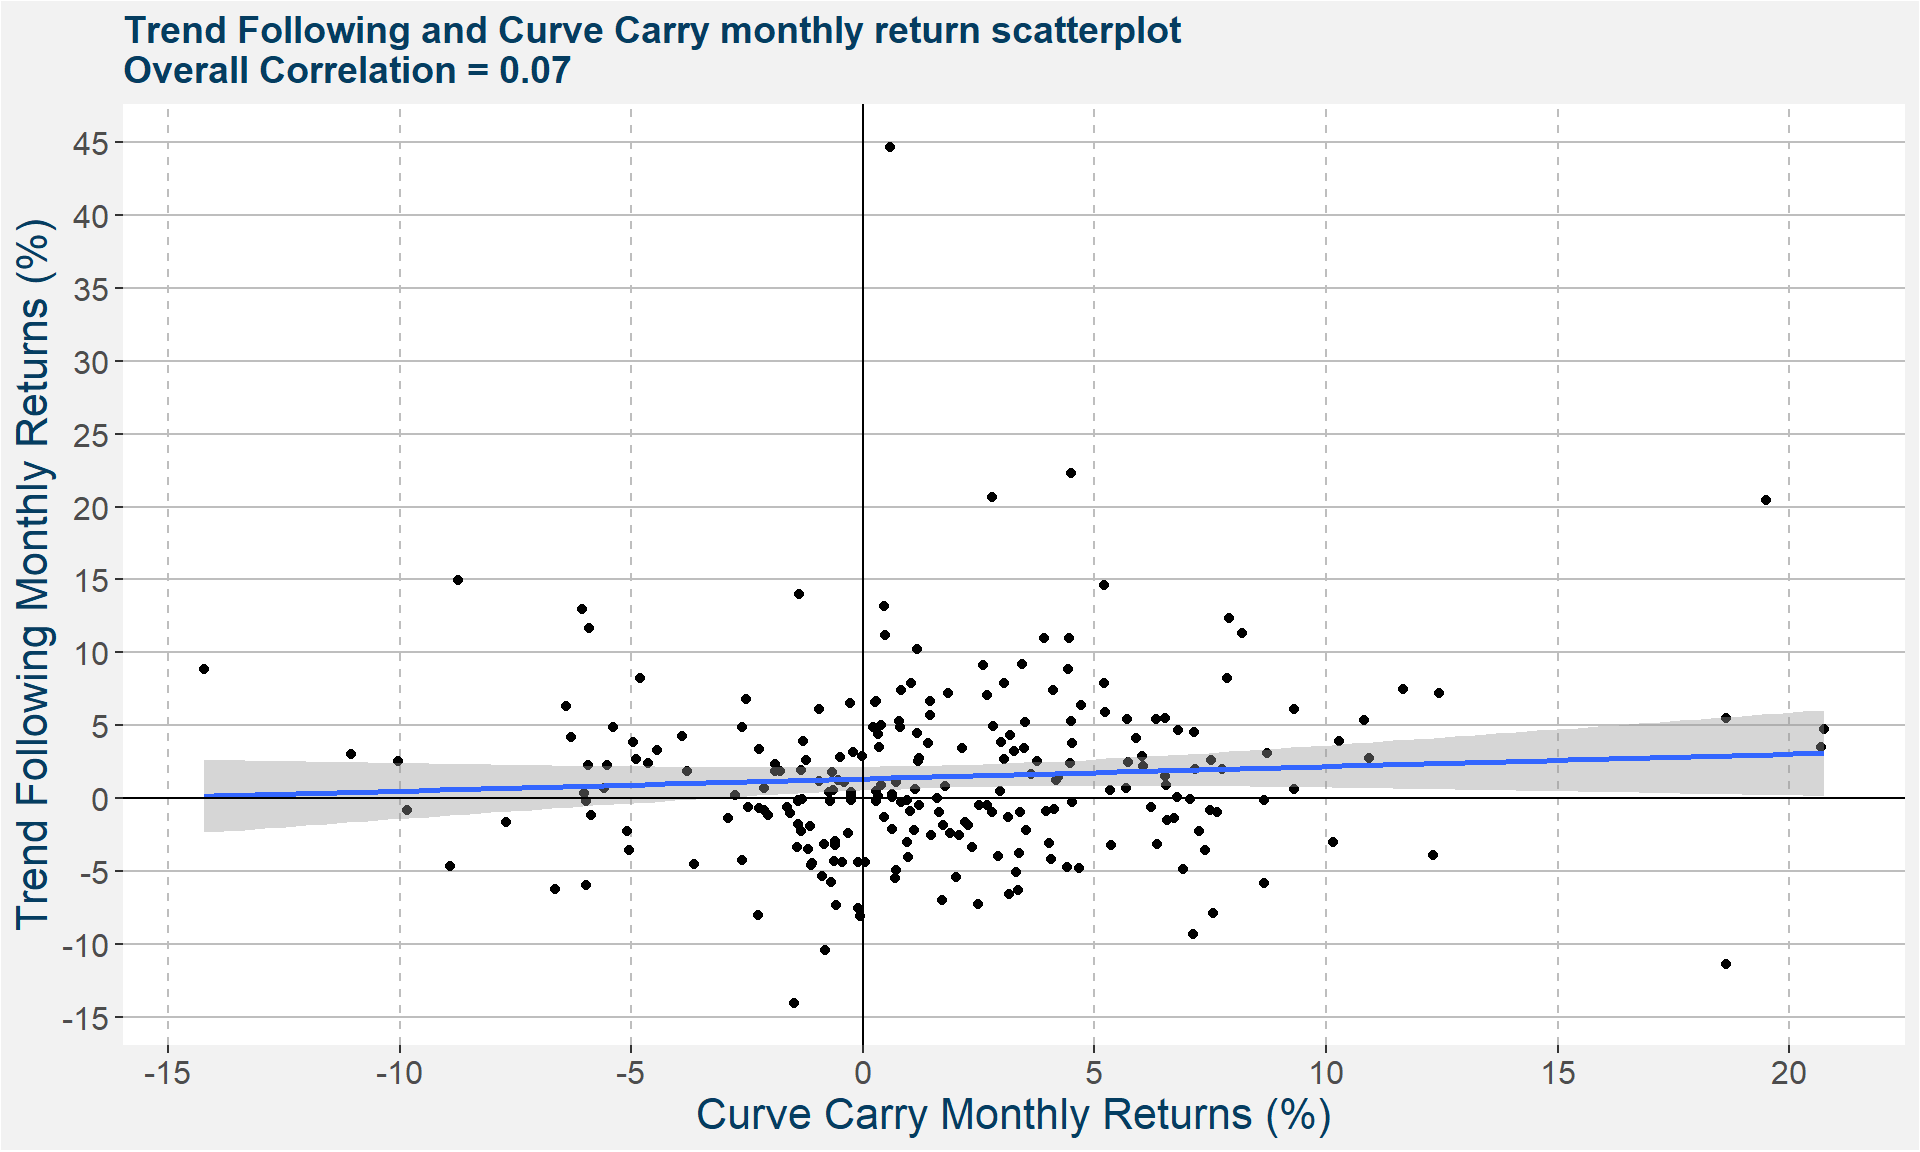 Trend Following and Curve Carry monthly return scatterplot
Overall Correlation = 0.07
Trend Following Monthly Returns (%)
45
40
35
30
25
20
15
10
5
0
-5
-10
-15
-15 -10 -5 0 5 10 15 20
Curve Carry Monthly Returns (%)